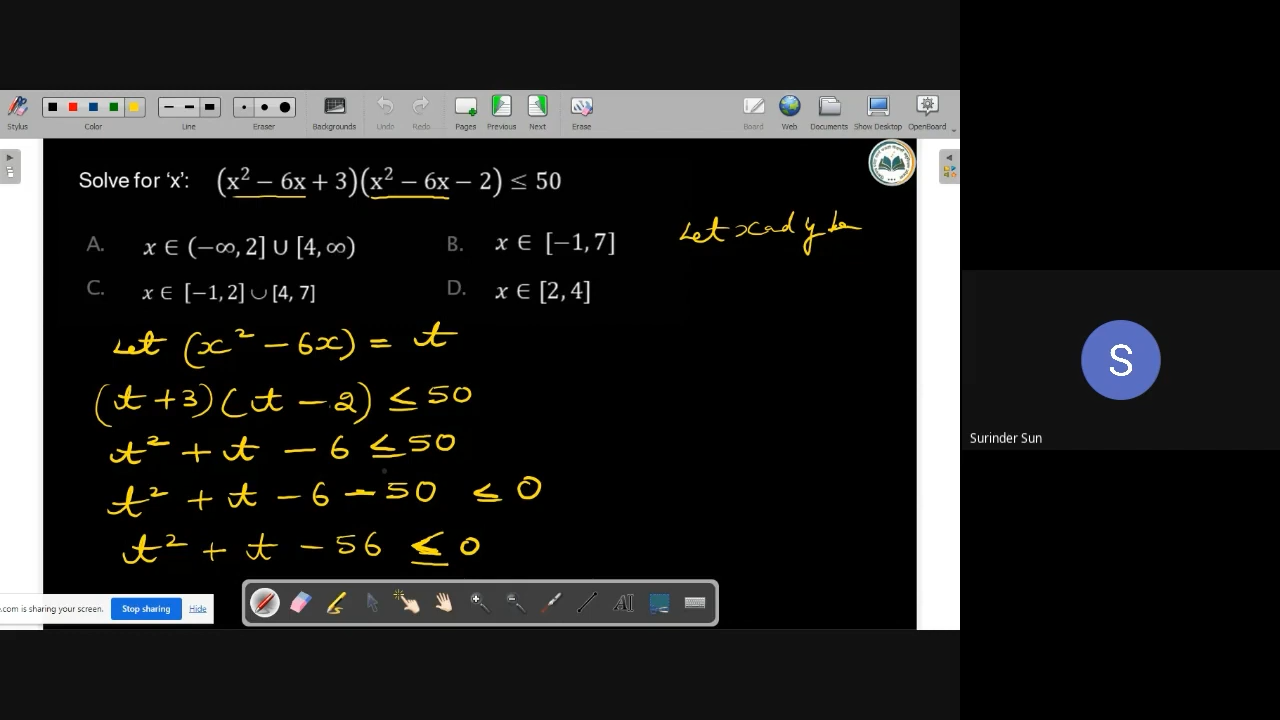 Stylus
Color
Line
Eraser
Backgrounds
Undo
Redo
Pages
Previous
Next
Erase
Board
Web
Documents
Show Desktop
OpenBoard
Solve for 'x': (x² − 6x + 3)(x² − 6x − 2) ≤ 50
A. x ∈ (−∞, 2] ∪ [4, ∞)
B. x ∈ [−1, 7]
C. x ∈ [−1, 2] ∪ [4, 7]
D. x ∈ [2, 4]
Let x and y be
Let (x² − 6x) = t
(t + 3)(t − 2) ≤ 50
t² + t − 6 ≤ 50
t² + t − 6 − 50 ≤ 0
t² + t − 56 ≤ 0
.com is sharing your screen.
Stop sharing
Hide
AI
S
Surinder Sun